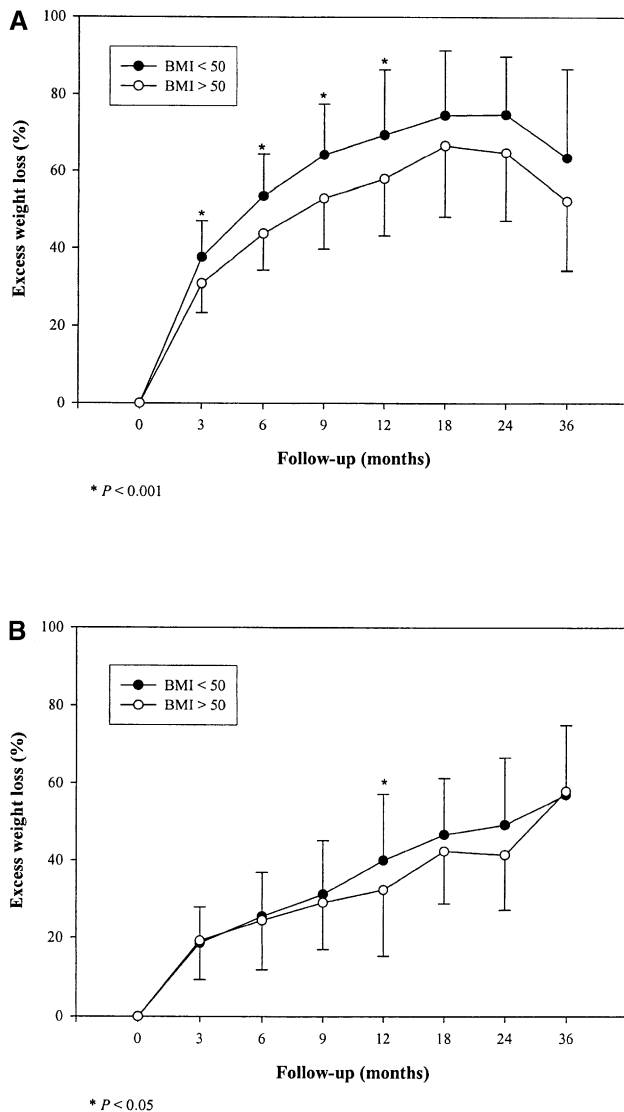 A
100
80
60
40
20
0
Excess weight loss (%)
BMI < 50
BMI > 50
* * * *
0 3 6 9 12 18 24 36
Follow-up (months)
* P < 0.001
B
100
80
60
40
20
0
Excess weight loss (%)
BMI < 50
BMI > 50
*
0 3 6 9 12 18 24 36
Follow-up (months)
* P < 0.05